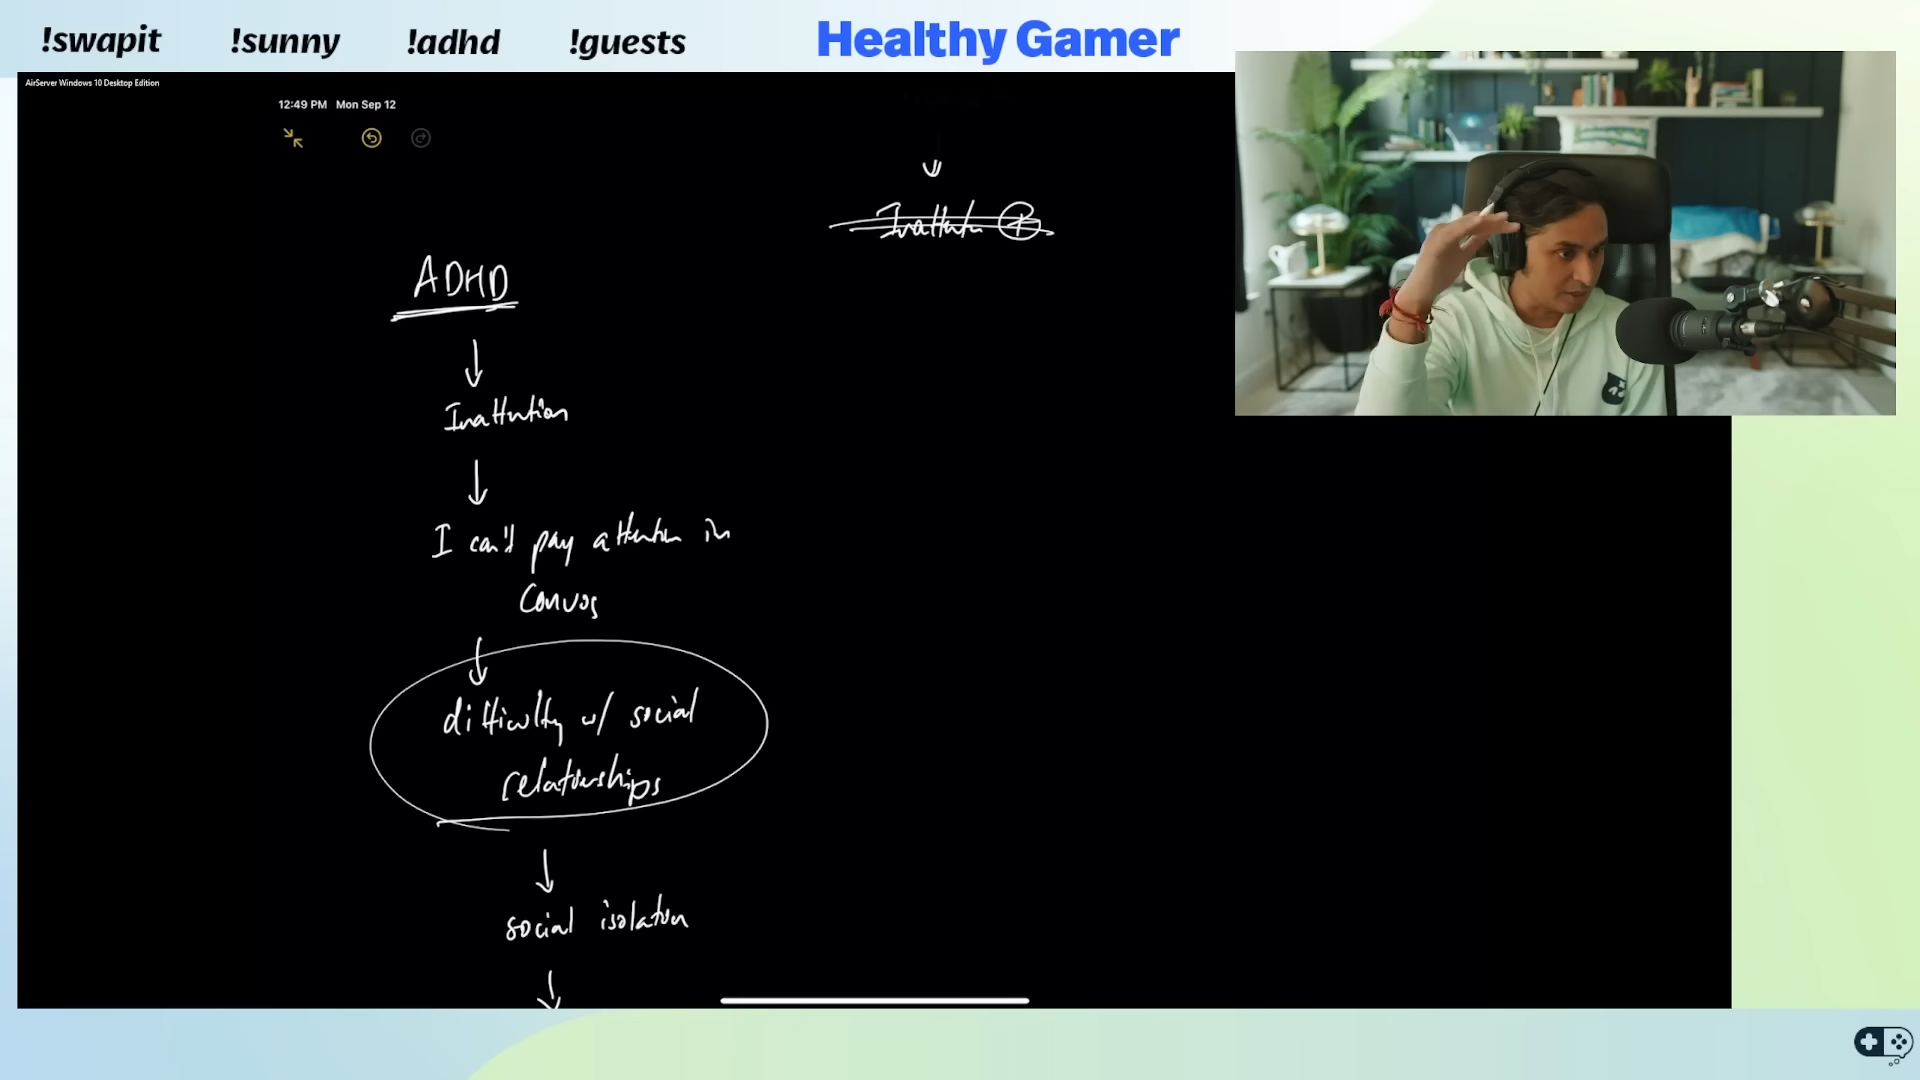 !swapit !sunny !adhd !guests Healthy Gamer
AirServer Windows 10 Desktop Edition
12:49 PM Mon Sep 12
ADHD
Inattention
I can't pay attention in
Convos
difficulty w/ social
relationships
social isolation